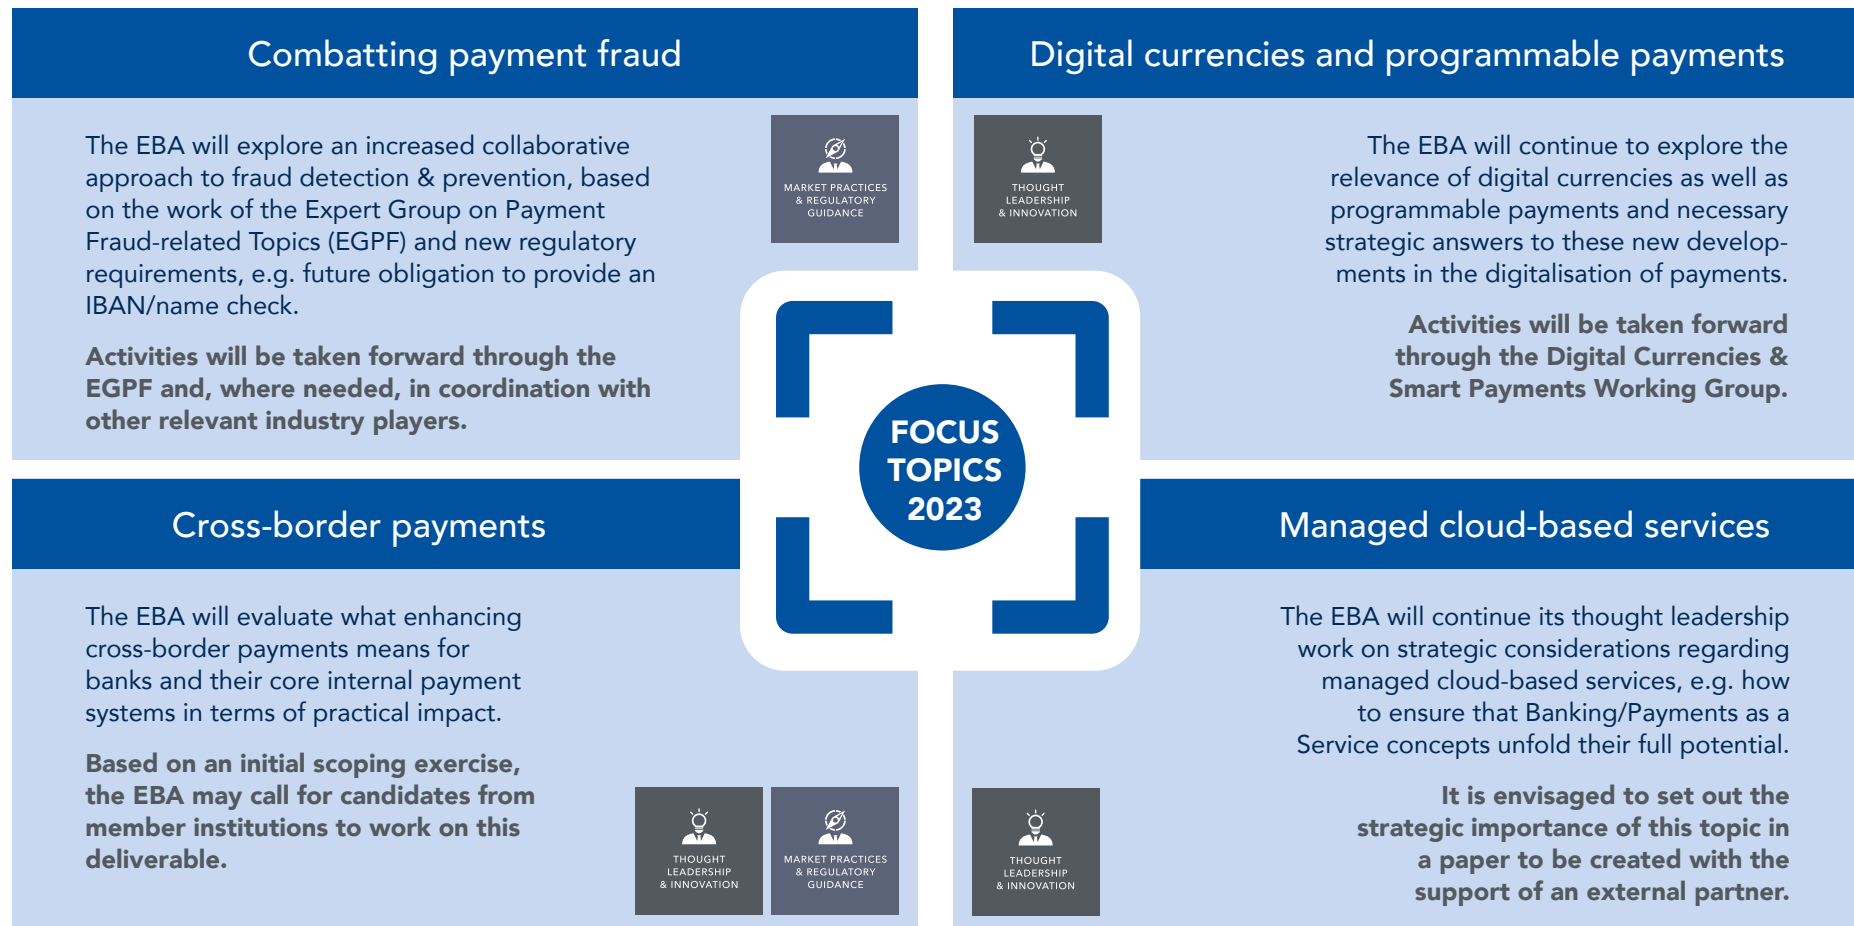 Combatting payment fraud
The EBA will explore an increased collaborative
approach to fraud detection & prevention, based
on the work of the Expert Group on Payment
Fraud-related Topics (EGPF) and new regulatory
requirements, e.g. future obligation to provide an
IBAN/name check.
Activities will be taken forward through the
EGPF and, where needed, in coordination with
other relevant industry players.
MARKET PRACTICES
& REGULATORY
GUIDANCE
Digital currencies and programmable payments
THOUGHT
LEADERSHIP
& INNOVATION
The EBA will continue to explore the
relevance of digital currencies as well as
programmable payments and necessary
strategic answers to these new develop-
ments in the digitalisation of payments.
Activities will be taken forward
through the Digital Currencies &
Smart Payments Working Group.
FOCUS
TOPICS
2023
Cross-border payments
The EBA will evaluate what enhancing
cross-border payments means for
banks and their core internal payment
systems in terms of practical impact.
Based on an initial scoping exercise,
the EBA may call for candidates from
member institutions to work on this
deliverable.
THOUGHT
LEADERSHIP
& INNOVATION
MARKET PRACTICES
& REGULATORY
GUIDANCE
Managed cloud-based services
The EBA will continue its thought leadership
work on strategic considerations regarding
managed cloud-based services, e.g. how
to ensure that Banking/Payments as a
Service concepts unfold their full potential.
It is envisaged to set out the
strategic importance of this topic in
a paper to be created with the
support of an external partner.
THOUGHT
LEADERSHIP
& INNOVATION